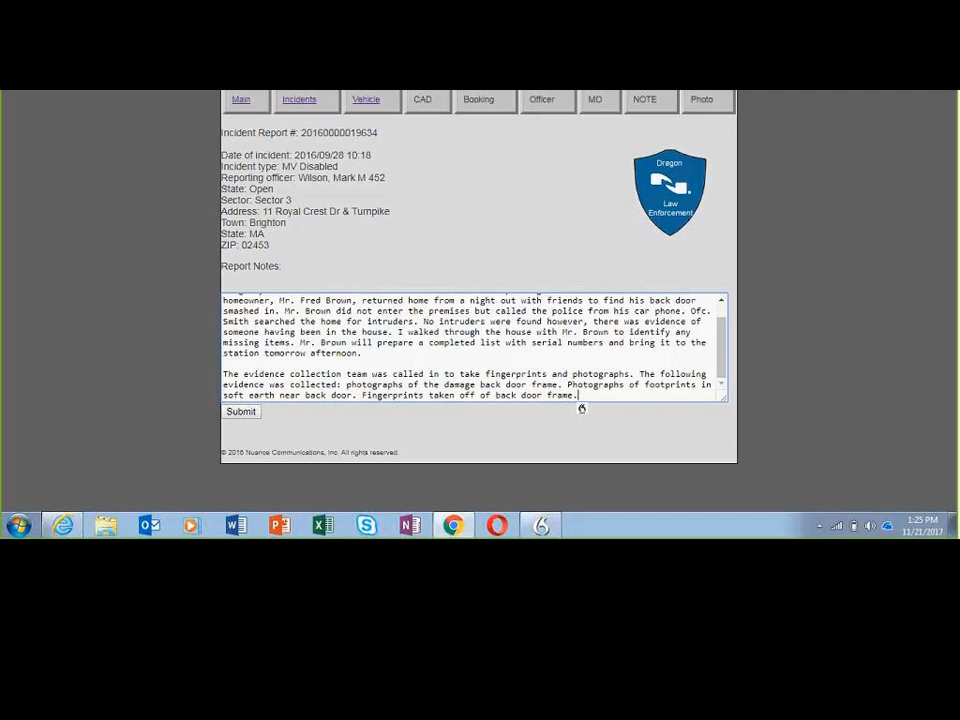 Main Incidents Vehicle CAD Booking Officer MO NOTE Photo
Incident Report #: 20160000019634
Date of incident: 2016/09/28 10:18
Incident type: MV Disabled
Reporting officer: Wilson, Mark M 452
State: Open
Sector: Sector 3
Address: 11 Royal Crest Dr & Turnpike
Town: Brighton
State: MA
ZIP: 02453
Dragon
Law
Enforcement
Report Notes:
homeowner, Mr. Fred Brown, returned home from a night out with friends to find his back door
smashed in. Mr. Brown did not enter the premises but called the police from his car phone. Ofc.
Smith searched the home for intruders. No intruders were found however, there was evidence of
someone having been in the house. I walked through the house with Mr. Brown to identify any
missing items. Mr. Brown will prepare a completed list with serial numbers and bring it to the
station tomorrow afternoon.
The evidence collection team was called in to take fingerprints and photographs. The following
evidence was collected: photographs of the damage back door frame. Photographs of footprints in
soft earth near back door. Fingerprints taken off of back door frame.
Submit
© 2016 Nuance Communications, Inc. All rights reserved.
1:25 PM
11/21/2017